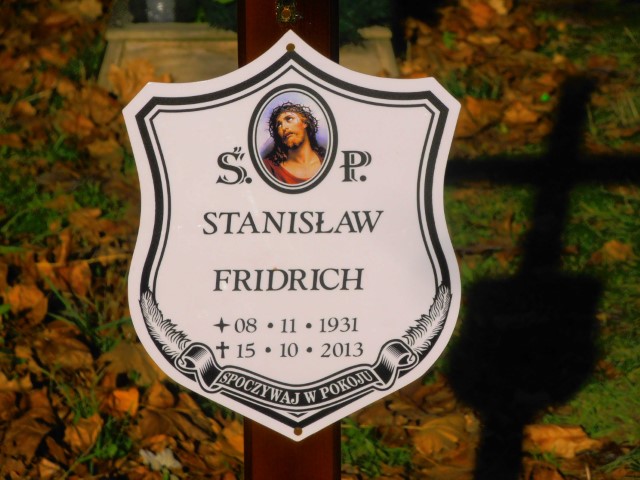 Ś. P.
STANISŁAW
FRIDRICH
✦ 08 • 11 • 1931
✝ 15 • 10 • 2013
SPOCZYWAJ W POKOJU